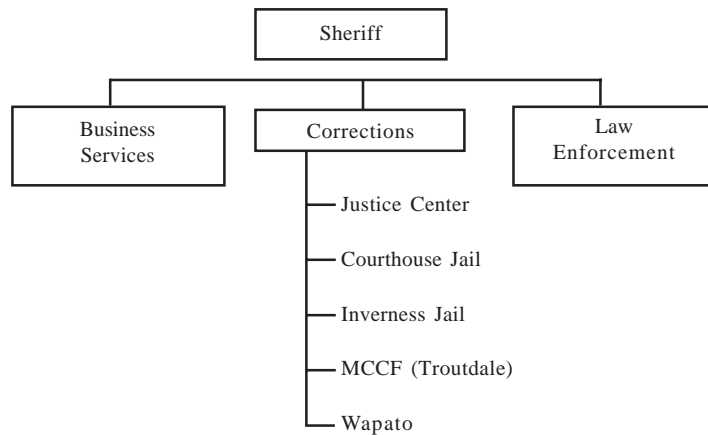 Sheriff
Business
Services
Corrections
Law
Enforcement
Justice Center
Courthouse Jail
Inverness Jail
MCCF (Troutdale)
Wapato